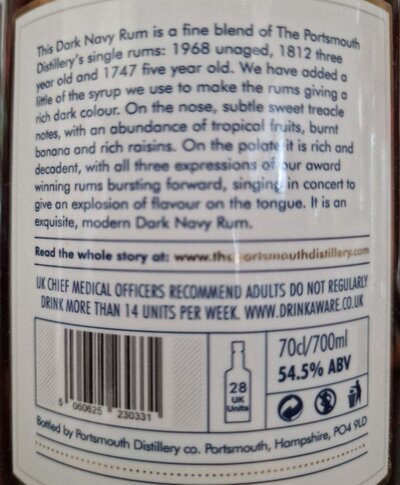 This Dark Navy Rum is a fine blend of The Portsmouth
Distillery's single rums: 1968 unaged, 1812 three
year old and 1747 five year old. We have added a
little of the syrup we use to make the rums giving a
rich dark colour. On the nose, subtle sweet treacle
notes, with an abundance of tropical fruits, burnt
banana and rich raisins. On the palate it is rich and
decadent, with all three expressions of our award
winning rums bursting forward, singing in concert to
give an explosion of flavour on the tongue. It is an
exquisite, modern Dark Navy Rum.
Read the whole story at: www.theportsmouthdistillery.com
UK CHIEF MEDICAL OFFICERS RECOMMEND ADULTS DO NOT REGULARLY
DRINK MORE THAN 14 UNITS PER WEEK. WWW.DRINKAWARE.CO.UK
5 060625 230331
28
UK
Units
70cl/700ml
54.5% ABV
Bottled by Portsmouth Distillery co. Portsmouth, Hampshire, PO4 9LD